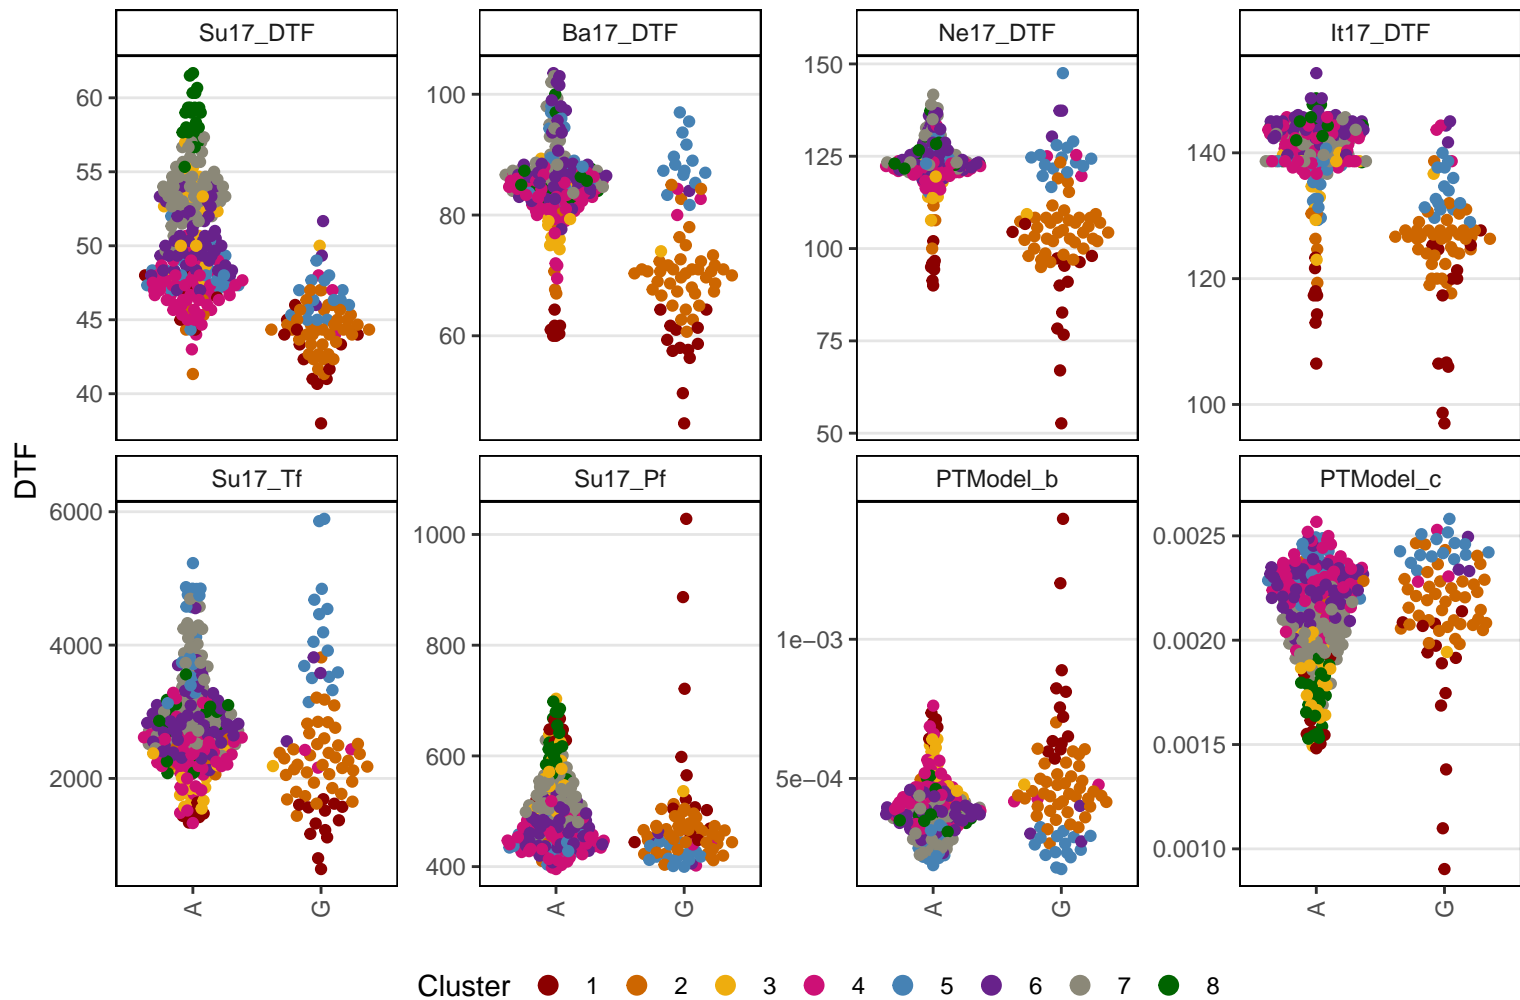 Su17_DTF Ba17_DTF Ne17_DTF It17_DTF
60 55 50 45 40
100 80 60
150 125 100 75 50
140 120 100
DTF
Su17_Tf Su17_Pf PTModel_b PTModel_c
6000 4000 2000
1000 800 600 400
1e−03 5e−04
0.0025 0.0020 0.0015 0.0010
A G A G A G A G
Cluster 1 2 3 4 5 6 7 8